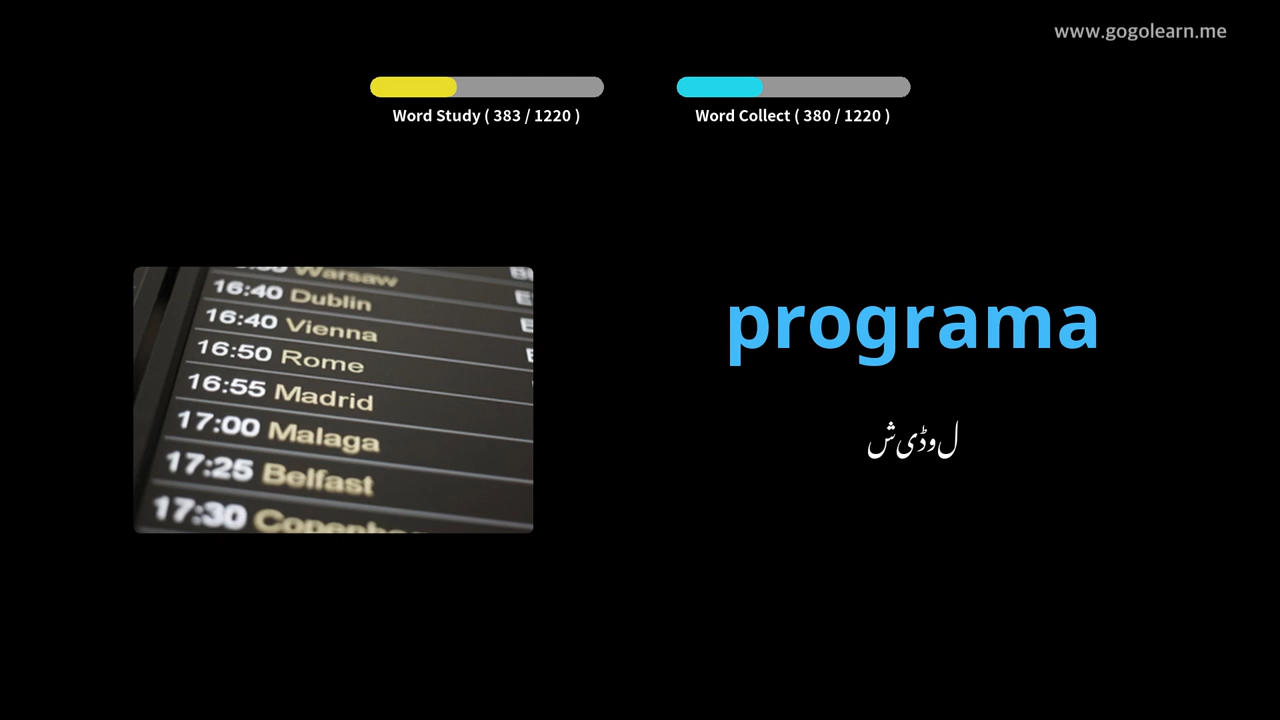 www.gogolearn.me
Word Study ( 383 / 1220 )
Word Collect ( 380 / 1220 )
Warsaw
16:40 Dublin
16:40 Vienna
16:50 Rome
16:55 Madrid
17:00 Malaga
17:25 Belfast
17:30
programa
لوڈیش